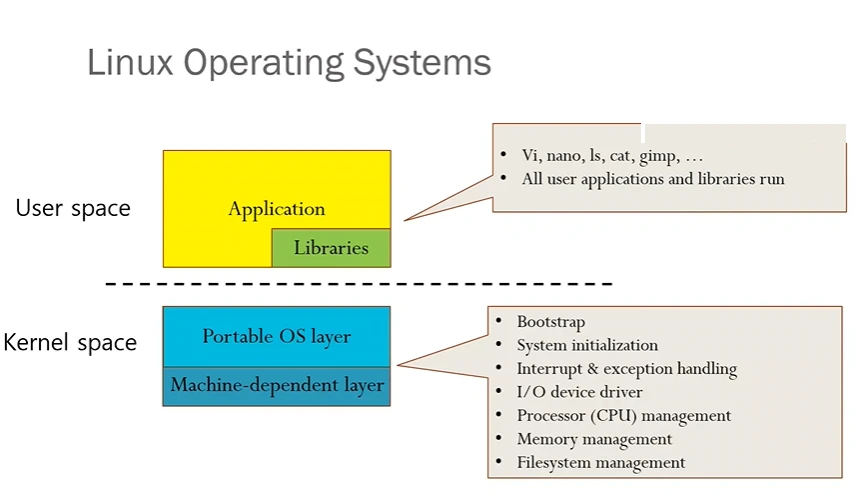 Linux Operating Systems
User space
Application
Libraries
• Vi, nano, ls, cat, gimp, …
• All user applications and libraries run
Kernel space
Portable OS layer
Machine-dependent layer
• Bootstrap
• System initialization
• Interrupt & exception handling
• I/O device driver
• Processor (CPU) management
• Memory management
• Filesystem management